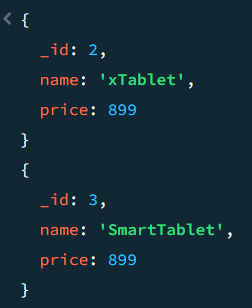 {
_id: 2,
name: 'xTablet',
price: 899
}
{
_id: 3,
name: 'SmartTablet',
price: 899
}